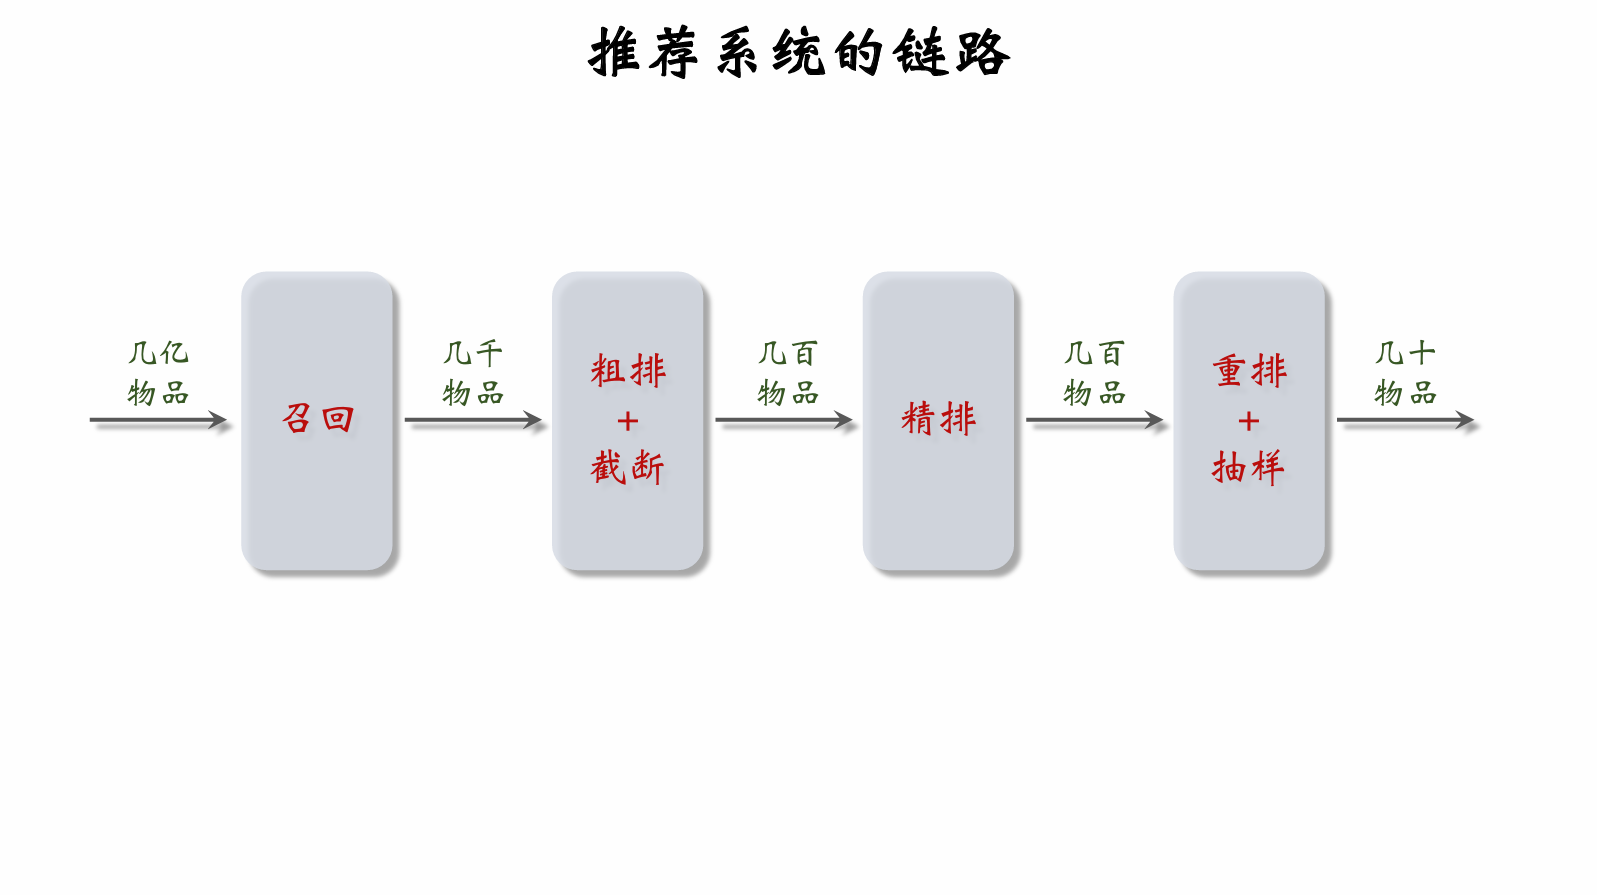 推荐系统的链路
几亿
物品
召回
几千
物品
粗排
+
截断
几百
物品
精排
几百
物品
重排
+
抽样
几十
物品